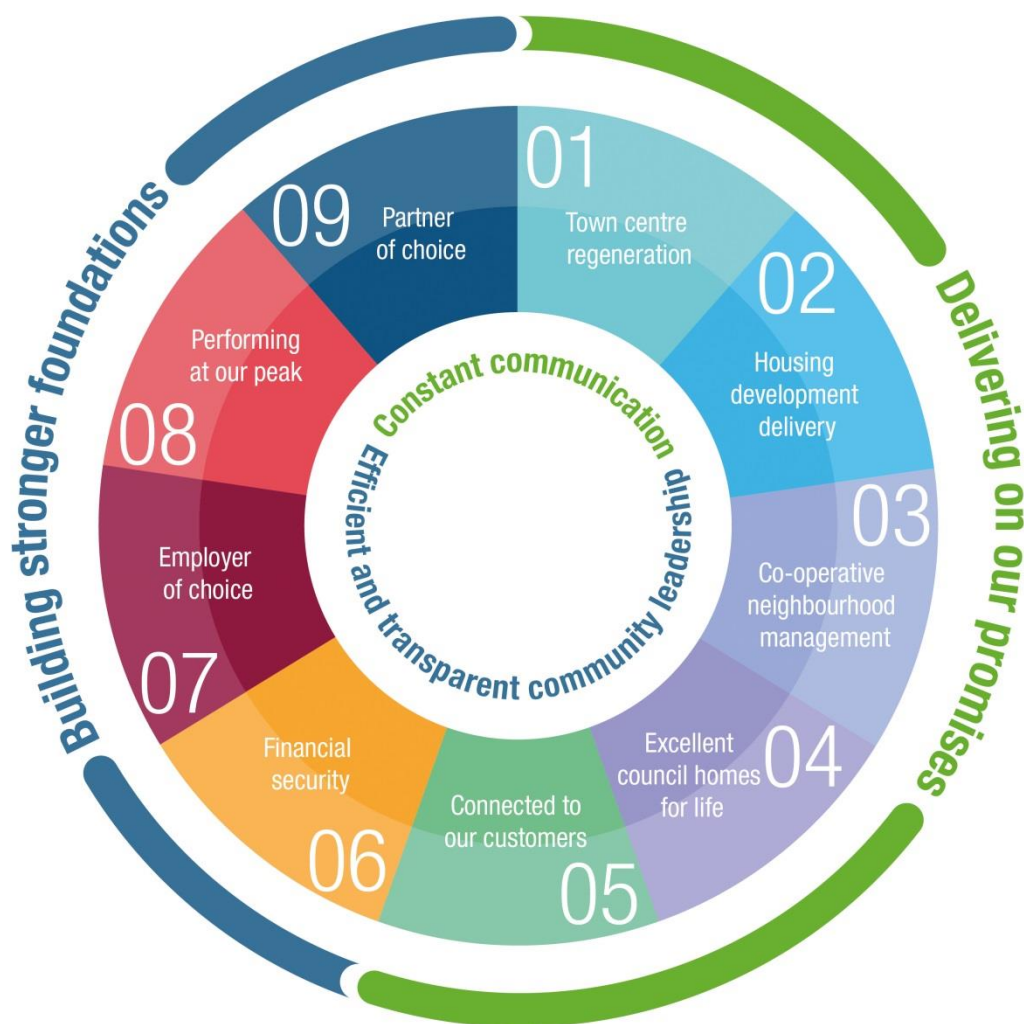 Building stronger foundations
Delivering on our promises
01
Town centre
regeneration
02
Housing
development
delivery
03
Co-operative
neighbourhood
management
04
Excellent
council homes
for life
05
Connected to
our customers
06
Financial
security
07
Employer
of choice
08
Performing
at our peak
09
Partner
of choice
Constant communication
Efficient and transparent community leadership